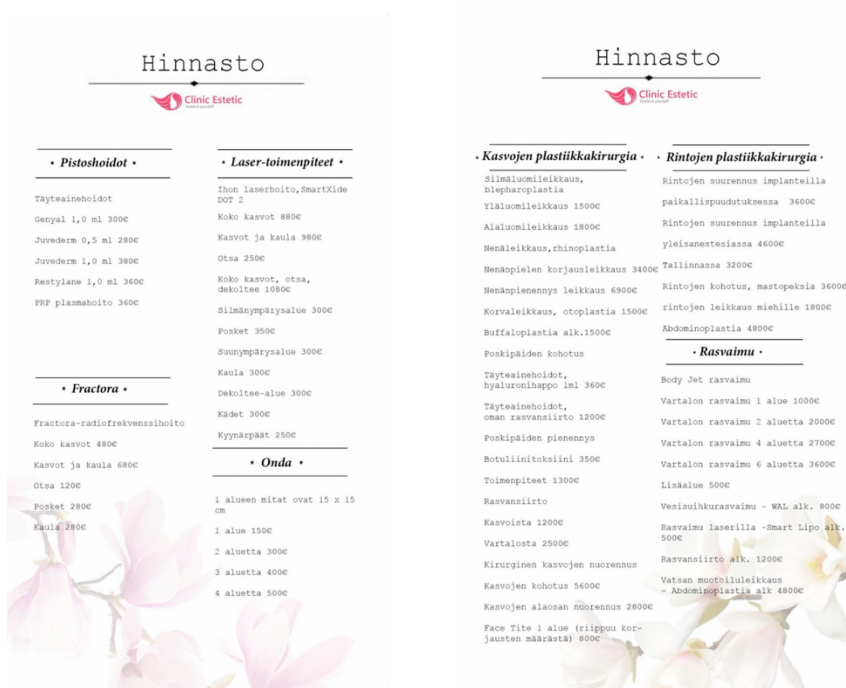 Hinnasto
Clinic Estetic
• Pistoshoidot •
Täyteainehoidot
Genyal 1,0 ml 300€
Juvederm 0,5 ml 280€
Juvederm 1,0 ml 380€
Restylane 1,0 ml 360€
PRP plasmahoito 360€
• Fractora •
Fractora-radiofrekvenssihoito
Koko kasvot 480€
Kasvot ja kaula 680€
Otsa 120€
Posket 280€
Kaula 280€
• Laser-toimenpiteet •
Ihon laserhoito,SmartXide
DOT 2
Koko kasvot 880€
Kasvot ja kaula 980€
Otsa 250€
Koko kasvot, otsa,
dekoltee 1080€
Silmänympärysalue 300€
Posket 350€
Suunympärysalue 300€
Kaula 300€
Dekoltee-alue 300€
Kädet 300€
Kyynärpäät 250€
• Onda •
1 alueen mitat ovat 15 x 15
cm
1 alue 150€
2 aluetta 300€
3 aluetta 400€
4 aluetta 500€
Hinnasto
Clinic Estetic
• Kasvojen plastiikkakirurgia •
Silmäluomileikkaus,
blepharoplastia
Yläluomileikkaus 1500€
Alaluomileikkaus 1800€
Nenäleikkaus,rhinoplastia
Nenänpielen korjausleikkaus 3400€
Nenänpienennys leikkaus 6900€
Korvaleikkaus, otoplastia 1500€
Buffaloplastia alk.1500€
Poskipäiden kohotus
Täyteainehoidot,
hyaluronihappo 1ml 360€
Täyteainehoidot,
oman rasvansiirto 1200€
Poskipäiden pienennys
Botuliinitoksiini 350€
Toimenpiteet 1300€
Rasvansiirto
Kasvoista 1200€
Vartalosta 2500€
Kirurginen kasvojen nuorennus
Kasvojen kohotus 5600€
Kasvojen alaosan nuorennus 2800€
Face Tite 1 alue (riippuu kor-
jausten määrästä) 800€
• Rintojen plastiikkakirurgia •
Rintojen suurennus implanteilla
paikallispuudutuksessa 3600€
Rintojen suurennus implanteilla
yleisanestesiassa 4600€
Tallinnassa 3200€
Rintojen kohotus, mastopeksia 3600€
rintojen leikkaus miehille 1800€
Abdominoplastia 4800€
• Rasvaimu •
Body Jet rasvaimu
Vartalon rasvaimu 1 alue 1000€
Vartalon rasvaimu 2 aluetta 2000€
Vartalon rasvaimu 4 aluetta 2700€
Vartalon rasvaimu 6 aluetta 3600€
Lisäalue 500€
Vesisuihkurasvaimu - WAL alk. 800€
Rasvaimu laserilla -Smart Lipo alk.
500€
Rasvansiirto alk. 1200€
Vatsan muotoiluleikkaus
- Abdominoplastia alk 4800€